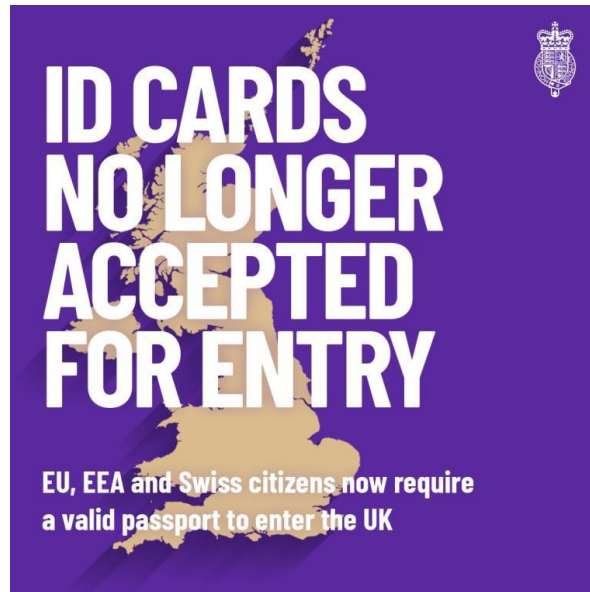 ID CARDS
NO LONGER
ACCEPTED
FOR ENTRY
EU, EEA and Swiss citizens now require
a valid passport to enter the UK